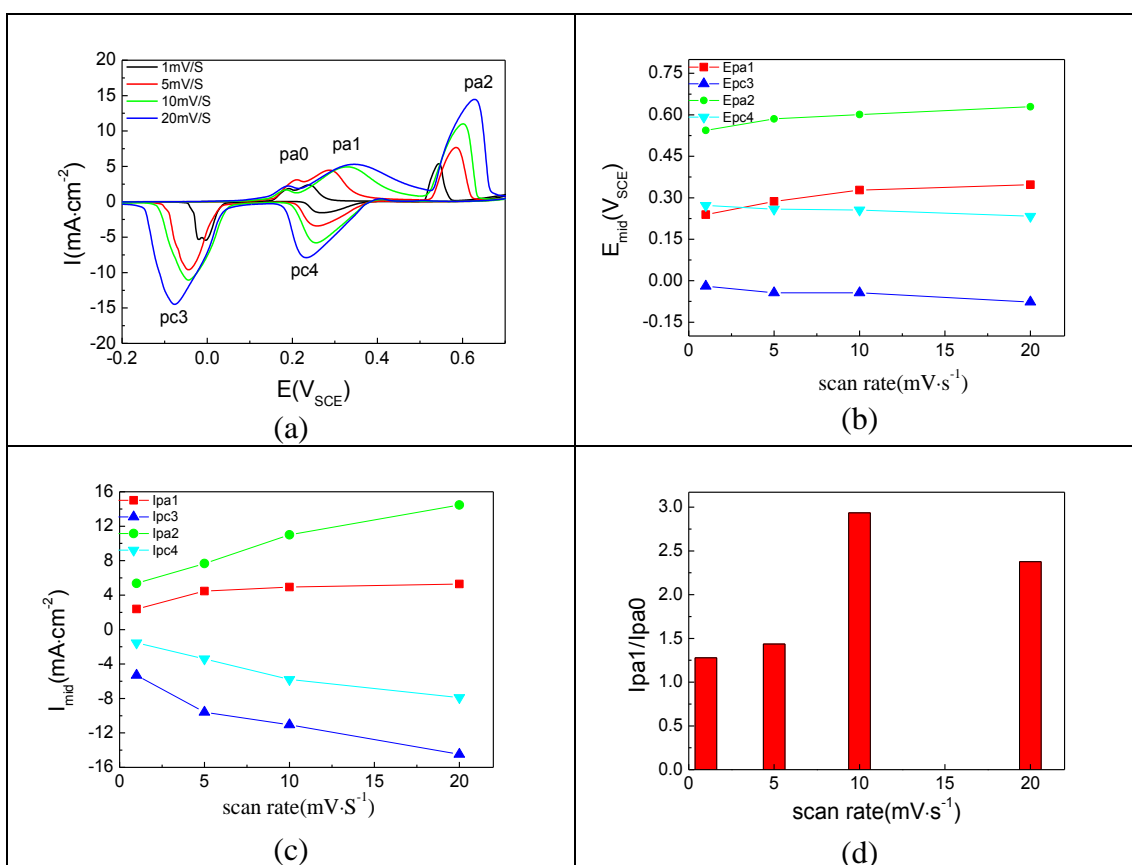 20
15
10
5
0
-5
-10
-15
-20
I(mA·cm-2)
1mV/S
5mV/S
10mV/S
20mV/S
pa2
pa0
pa1
pc4
pc3
-0.2 0.0 0.2 0.4 0.6
E(VSCE)
(a)
0.75
0.60
0.45
0.30
0.15
0.00
-0.15
Emid(VSCE)
Epa1
Epc3
Epa2
Epc4
0 5 10 15 20
scan rate(mV·s-1)
(b)
16
12
8
4
0
-4
-8
-12
-16
Imid(mA·cm-2)
Ipa1
Ipc3
Ipa2
Ipc4
0 5 10 15 20
scan rate(mV·S-1)
(c)
3.0
2.5
2.0
1.5
1.0
0.5
0.0
Ipa1/Ipa0
0 5 10 15 20
scan rate(mV·s-1)
(d)